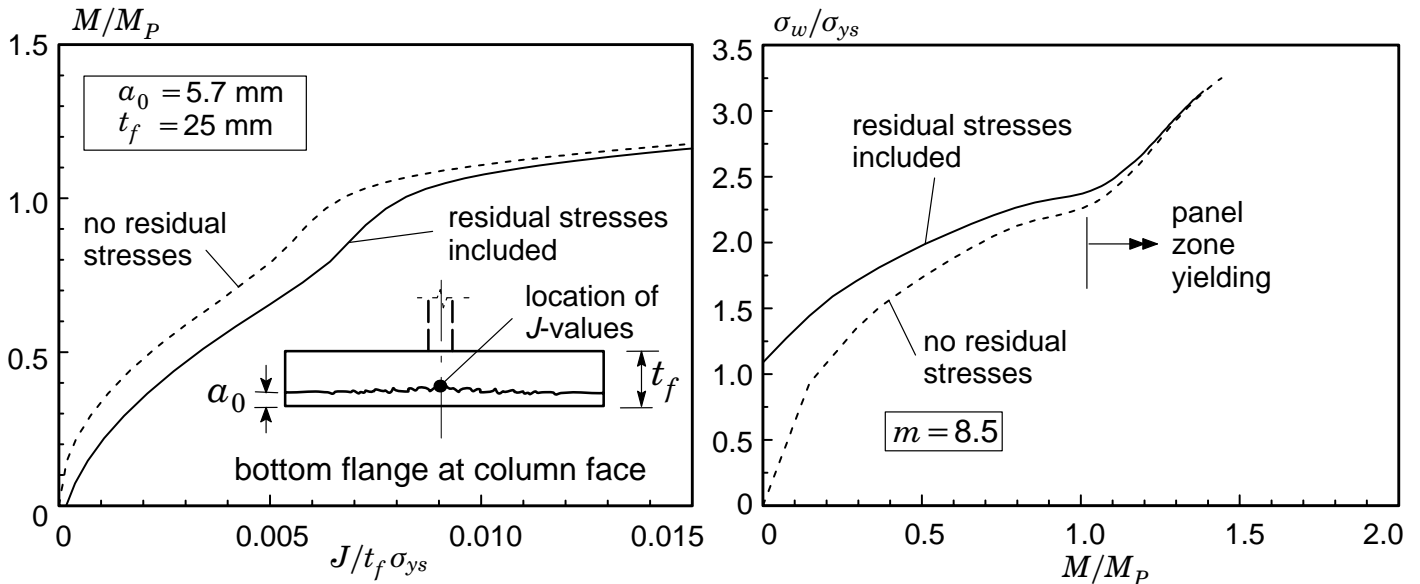 M/M_P
1.5
1.0
0.5
0
a_0 = 5.7 mm
t_f = 25 mm
no residual
stresses
residual stresses
included
location of
J-values
a_0
t_f
bottom flange at column face
0
0.005
0.010
0.015
J/t_f σ_ys
σ_w/σ_ys
3.5
3.0
2.5
2.0
1.5
1.0
0.5
0
residual stresses
included
panel
zone
yielding
no residual
stresses
m = 8.5
0
0.5
1.0
1.5
2.0
M/M_P